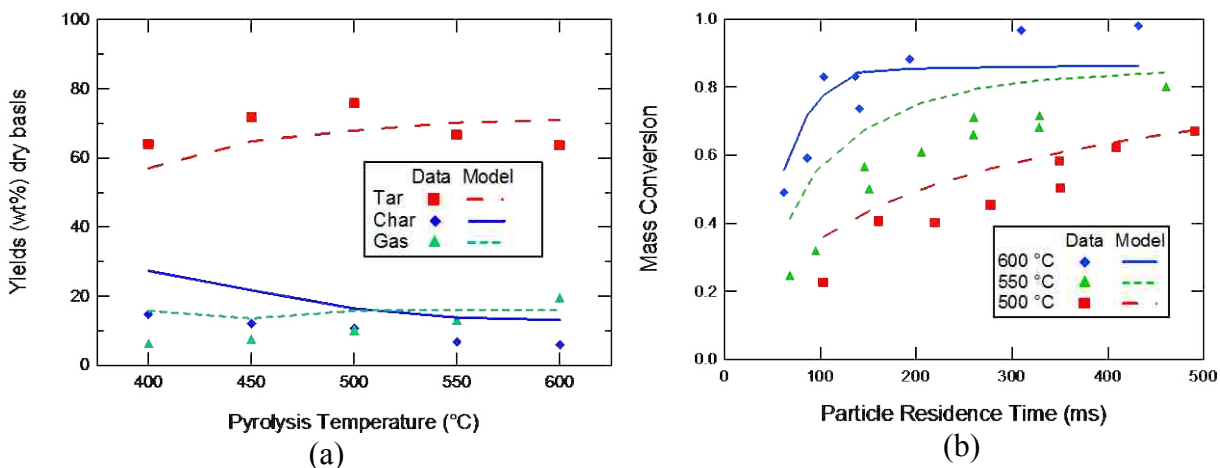 100
80
60
40
20
0
Yields (wt%) dry basis
Data Model
Tar
Char
Gas
400 450 500 550 600
Pyrolysis Temperature (°C)
(a)
1.0
0.8
0.6
0.4
0.2
0.0
Mass Conversion
Data Model
600 °C
550 °C
500 °C
0 100 200 300 400 500
Particle Residence Time (ms)
(b)